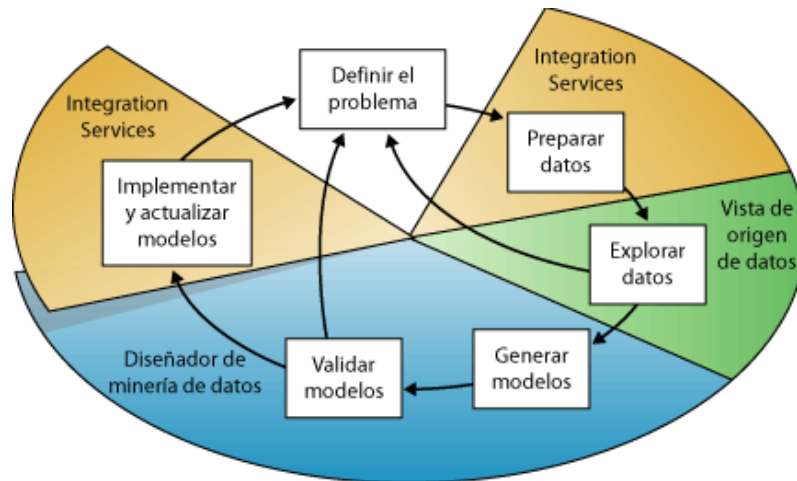 Definir el
problema
Integration
Services
Preparar
datos
Vista de
origen
de datos
Explorar
datos
Generar
modelos
Validar
modelos
Diseñador de
minería de datos
Implementar
y actualizar
modelos
Integration
Services